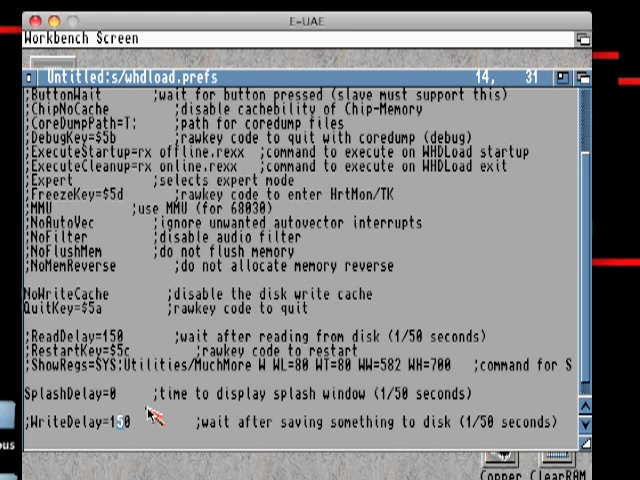 E-UAE
Workbench Screen
Untitled:s/whdload.prefs 14, 31
;ButtonWait ;wait for button pressed (slave must support this)
;ChipNoCache ;disable cachebility of Chip-Memory
;CoreDumpPath=T: ;path for coredump files
;DebugKey=$5b ;rawkey code to quit with coredump (debug)
;ExecuteStartup=rx offline.rexx ;command to execute on WHDLoad startup
;ExecuteCleanup=rx online.rexx ;command to execute on WHDLoad exit
;Expert ;selects expert mode
;FreezeKey=$5d ;rawkey code to enter HrtMon/TK
;MMU ;use MMU (for 68030)
;NoAutoVec ;ignore unwanted autovector interrupts
;NoFilter ;disable audio filter
;NoFlushMem ;do not flush memory
;NoMemReverse ;do not allocate memory reverse
NoWriteCache ;disable the disk write cache
QuitKey=$5a ;rawkey code to quit
;ReadDelay=150 ;wait after reading from disk (1/50 seconds)
;RestartKey=$5c ;rawkey code to restart
;ShowRegs=SYS:Utilities/MuchMore W WL=80 WT=80 WW=582 WH=700 ;command for S
SplashDelay=0 ;time to display splash window (1/50 seconds)
;WriteDelay=150 ;wait after saving something to disk (1/50 seconds)
ous
Copper ClearRAM